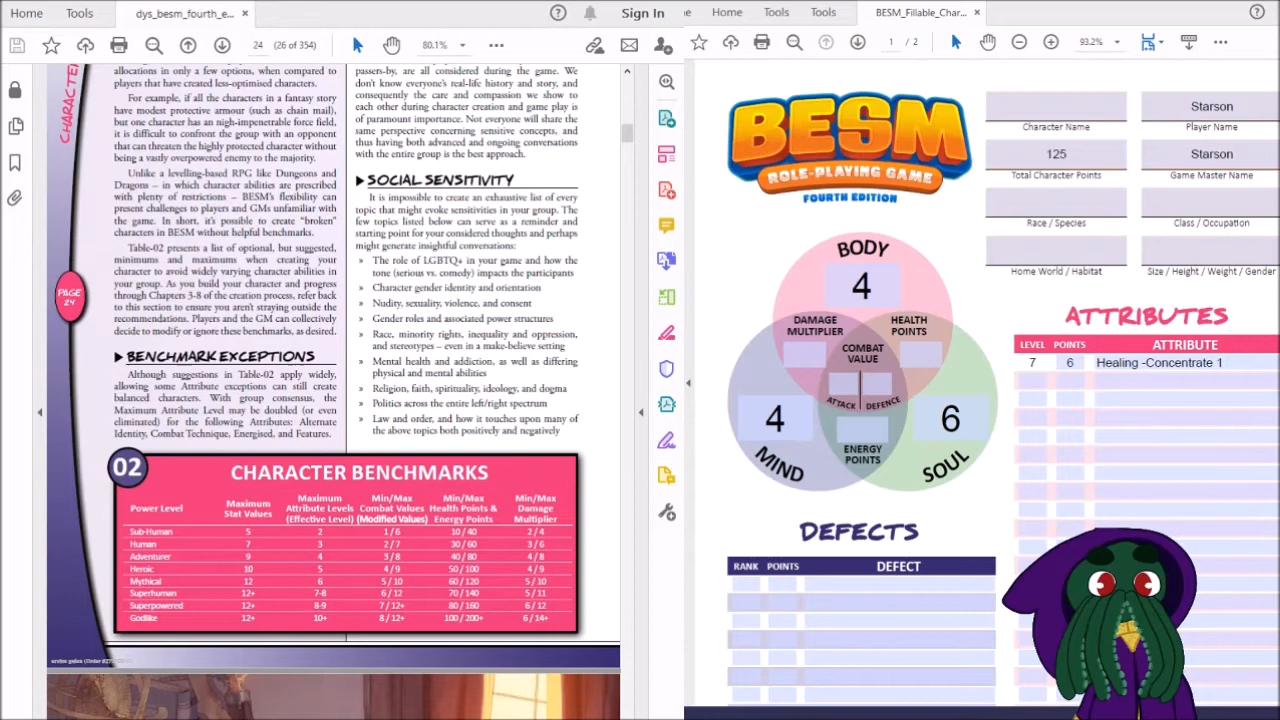 Home
Tools
dys_besm_fourth_e...
Sign In
24
(26 of 354)
80.1%
CHARACTER
allocations in only a few options, when compared to
players that have created less-optimised characters.
For example, if all the characters in a fantasy story
have modest protective armour (such as chain mail),
but one character has an nigh-impenetrable force field,
it is difficult to confront the group with an opponent
that can threaten the highly protected character without
being a vastly overpowered enemy to the majority.
Unlike a levelling-based RPG like Dungeons and
Dragons – in which character abilities are prescribed
with plenty of restrictions – BESM's flexibility can
present challenges to players and GMs unfamiliar with
the game. In short, it's possible to create "broken"
characters in BESM without helpful benchmarks.
Table-02 presents a list of optional, but suggested,
minimums and maximums when creating your
character to avoid widely varying character abilities in
your group. As you build your character and progress
through Chapters 3-8 of the creation process, refer back
to this section to ensure you aren't straying outside the
recommendations. Players and the GM can collectively
decide to modify or ignore these benchmarks, as desired.
PAGE
24
BENCHMARK EXCEPTIONS
Although suggestions in Table-02 apply widely,
allowing some Attribute exceptions can still create
balanced characters. With group consensus, the
Maximum Attribute Level may be doubled (or even
eliminated) for the following Attributes: Alternate
Identity, Combat Technique, Energised, and Features.
passers-by, are all considered during the game. We
don't know everyone's real-life history and story, and
consequently the care and compassion we show to
each other during character creation and game play is
of paramount importance. Not everyone will share the
same perspective concerning sensitive concepts, and
thus having both advanced and ongoing conversations
with the entire group is the best approach.
SOCIAL SENSITIVITY
It is impossible to create an exhaustive list of every
topic that might evoke sensitivities in your group. The
few topics listed below can serve as a reminder and
starting point for your considered thoughts and perhaps
might generate insightful conversations:
» The role of LGBTQ+ in your game and how the
tone (serious vs. comedy) impacts the participants
» Character gender identity and orientation
» Nudity, sexuality, violence, and consent
» Gender roles and associated power structures
» Race, minority rights, inequality and oppression,
and stereotypes – even in a make-believe setting
» Mental health and addiction, as well as differing
physical and mental abilities
» Religion, faith, spirituality, ideology, and dogma
» Politics across the entire left/right spectrum
» Law and order, and how it touches upon many of
the above topics both positively and negatively
02
CHARACTER BENCHMARKS
Power Level Maximum Stat Values Maximum Attribute Levels (Effective Level) Min/Max Combat Values (Modified Values) Min/Max Health Points & Energy Points Min/Max Damage Multiplier
Sub-Human 5 2 1 / 6 10 / 40 2 / 4
Human 7 3 2 / 7 30 / 60 3 / 6
Adventurer 9 4 3 / 8 40 / 80 4 / 8
Heroic 10 5 4 / 9 50 / 100 4 / 9
Mythical 12 6 5 / 10 60 / 120 5 / 10
Superhuman 12+ 7-8 6 / 12 70 / 140 5 / 11
Superpowered 12+ 8-9 7 / 12+ 80 / 160 6 / 12
Godlike 12+ 10+ 8 / 12+ 100 / 200+ 6 / 14+
Home
Tools
Tools
BESM_Fillable_Char...
1 / 2
93.2%
BESM
ROLE-PLAYING GAME
FOURTH EDITION
Starson
Character Name
Player Name
125
Starson
Total Character Points
Game Master Name
Race / Species
Class / Occupation
Home World / Habitat
Size / Height / Weight / Gender
BODY
4
DAMAGE MULTIPLIER
HEALTH POINTS
COMBAT VALUE
ATTACK
DEFENCE
4
MIND
6
SOUL
ENERGY POINTS
ATTRIBUTES
LEVEL POINTS ATTRIBUTE
7 6 Healing -Concentrate 1
DEFECTS
RANK POINTS DEFECT